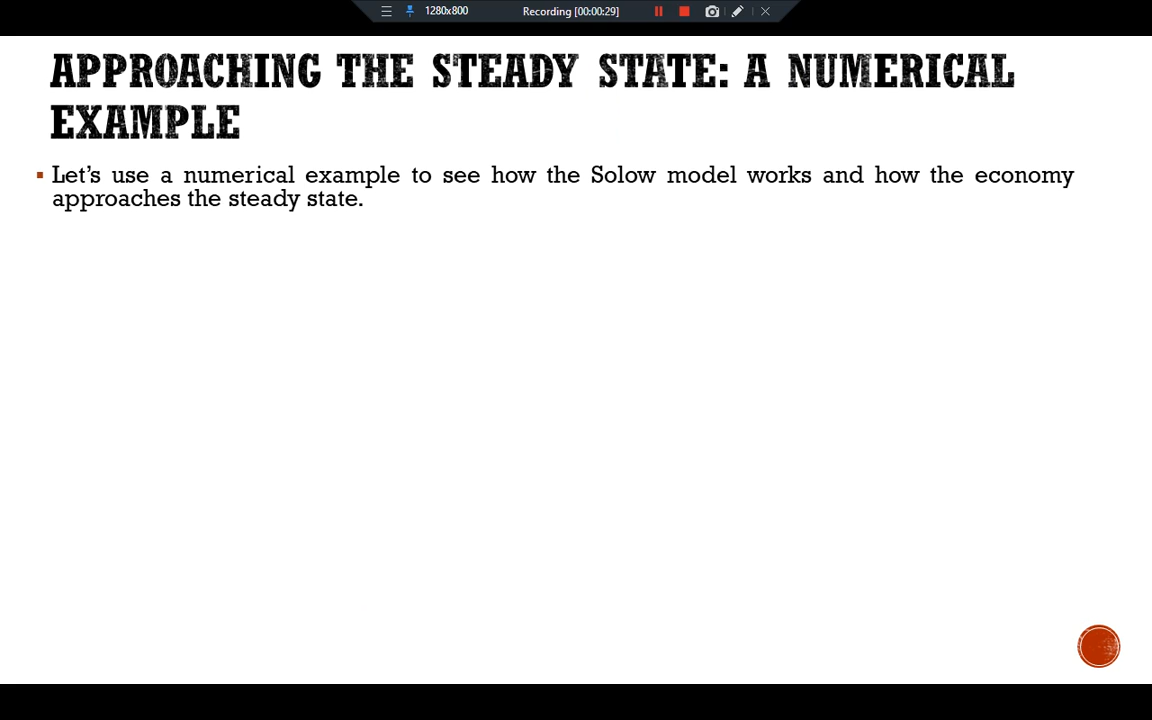 1280x800
Recording [00:00:29]
APPROACHING THE STEADY STATE: A NUMERICAL
EXAMPLE
Let's use a numerical example to see how the Solow model works and how the economy
approaches the steady state.